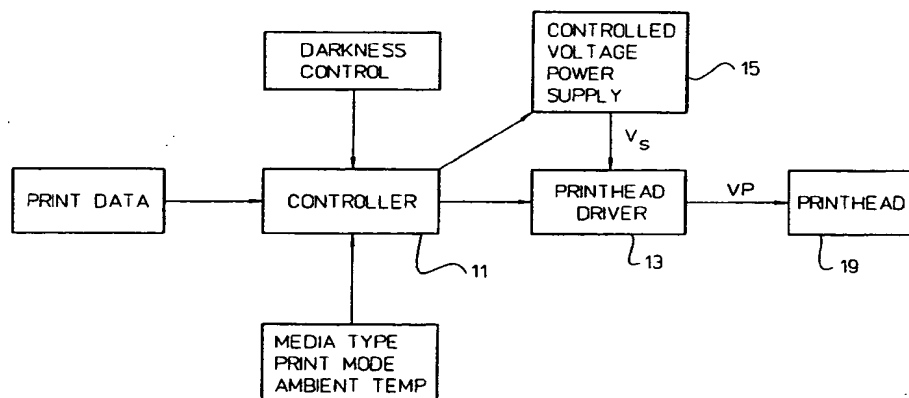 DARKNESS
CONTROL
CONTROLLED
VOLTAGE
POWER
SUPPLY
15
VS
PRINT DATA
CONTROLLER
PRINTHEAD
DRIVER
VP
PRINTHEAD
11
13
19
MEDIA TYPE
PRINT MODE
AMBIENT TEMP